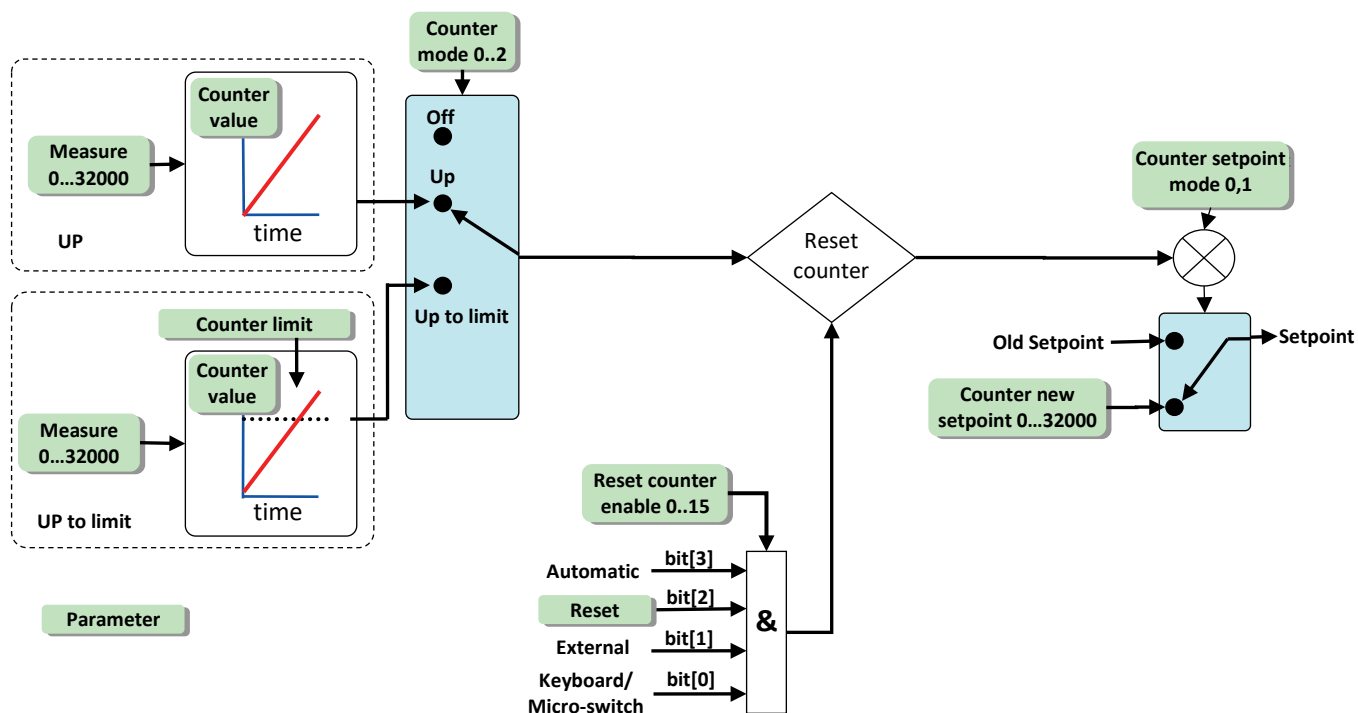 Counter
mode 0..2
Counter
value
Measure
0...32000
time
UP
Off
Up
Up to limit
Counter limit
Counter
value
Measure
0...32000
time
UP to limit
Reset
counter
Counter setpoint
mode 0,1
Old Setpoint
Setpoint
Counter new
setpoint 0...32000
Reset counter
enable 0..15
Automatic
bit[3]
Reset
bit[2]
External
bit[1]
Keyboard/
Micro-switch
bit[0]
&
Parameter